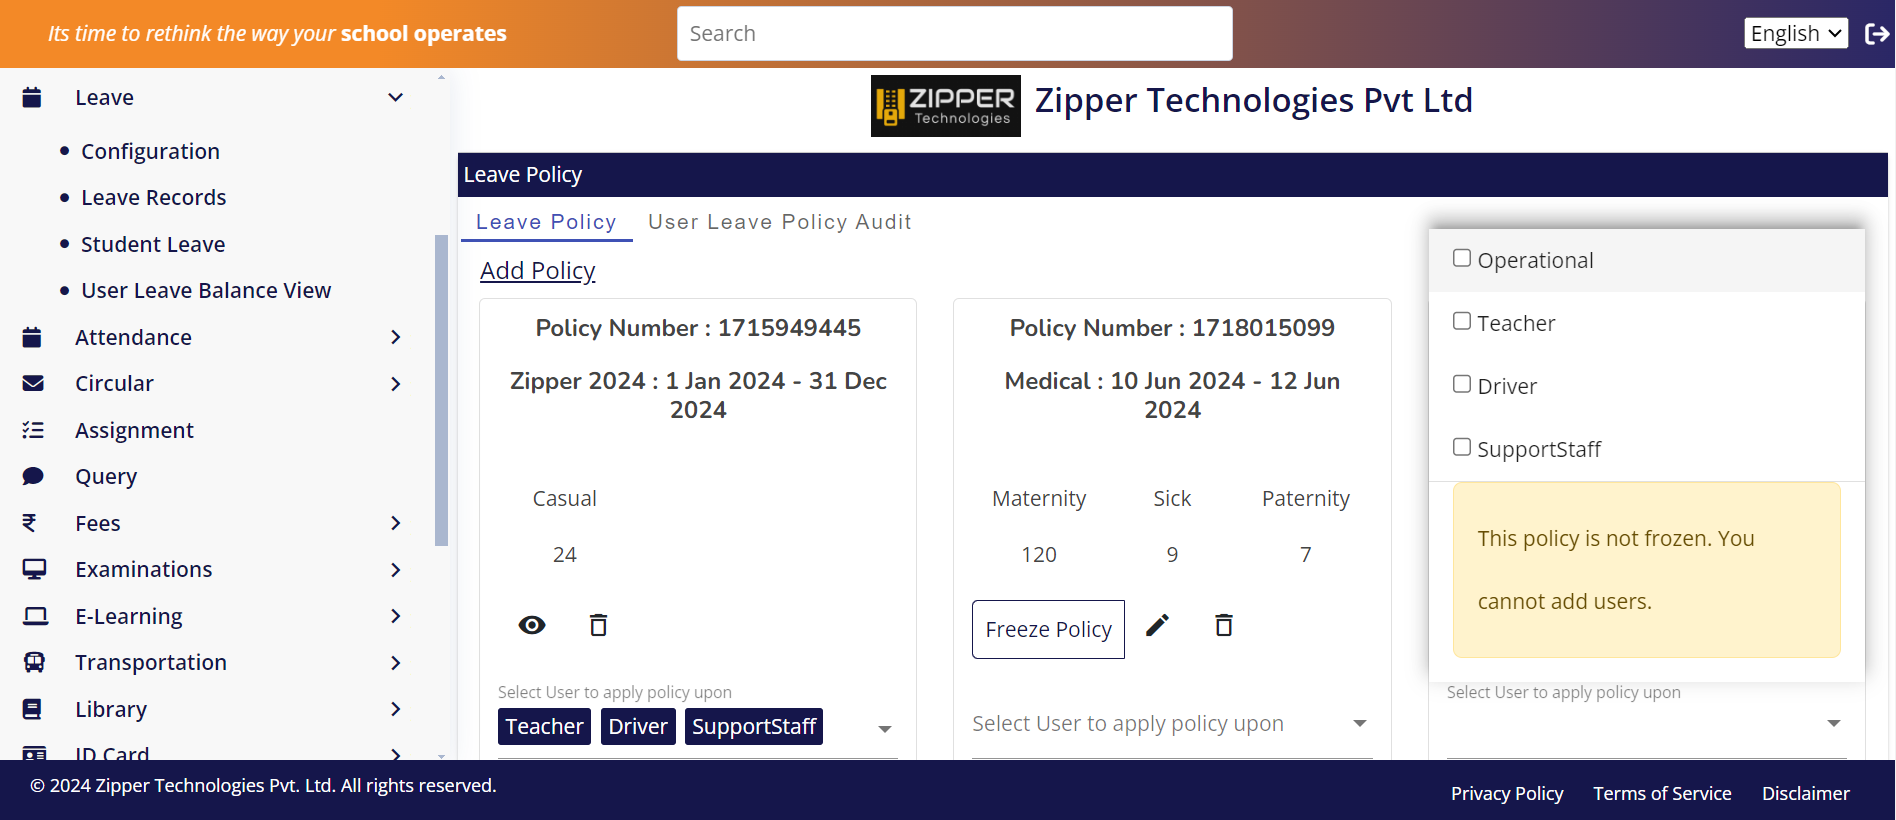 Its time to rethink the way your school operates
Search
English
Leave
Configuration
Leave Records
Student Leave
User Leave Balance View
Attendance
Circular
Assignment
Query
Fees
Examinations
E-Learning
Transportation
Library
ID Card
ZIPPER
Technologies
Zipper Technologies Pvt Ltd
Leave Policy
Leave Policy
User Leave Policy Audit
Add Policy
Policy Number : 1715949445
Zipper 2024 : 1 Jan 2024 - 31 Dec
2024
Casual
24
Select User to apply policy upon
Teacher Driver SupportStaff
Policy Number : 1718015099
Medical : 10 Jun 2024 - 12 Jun
2024
Maternity Sick Paternity
120 9 7
Freeze Policy
Select User to apply policy upon
Operational
Teacher
Driver
SupportStaff
This policy is not frozen. You
cannot add users.
Select User to apply policy upon
© 2024 Zipper Technologies Pvt. Ltd. All rights reserved.
Privacy Policy Terms of Service Disclaimer